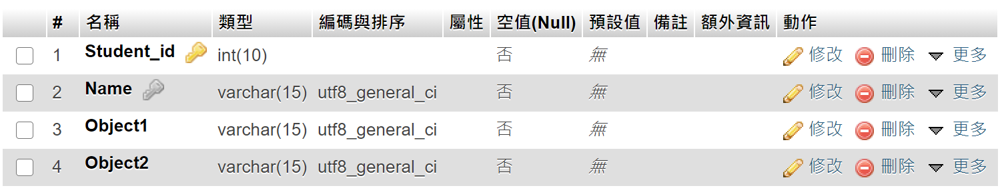 # 名稱 類型 編碼與排序 屬性 空值(Null) 預設值 備註 額外資訊 動作
1 Student_id int(10) 否 無 修改 刪除 更多
2 Name varchar(15) utf8_general_ci 否 無 修改 刪除 更多
3 Object1 varchar(15) utf8_general_ci 否 無 修改 刪除 更多
4 Object2 varchar(15) utf8_general_ci 否 無 修改 刪除 更多